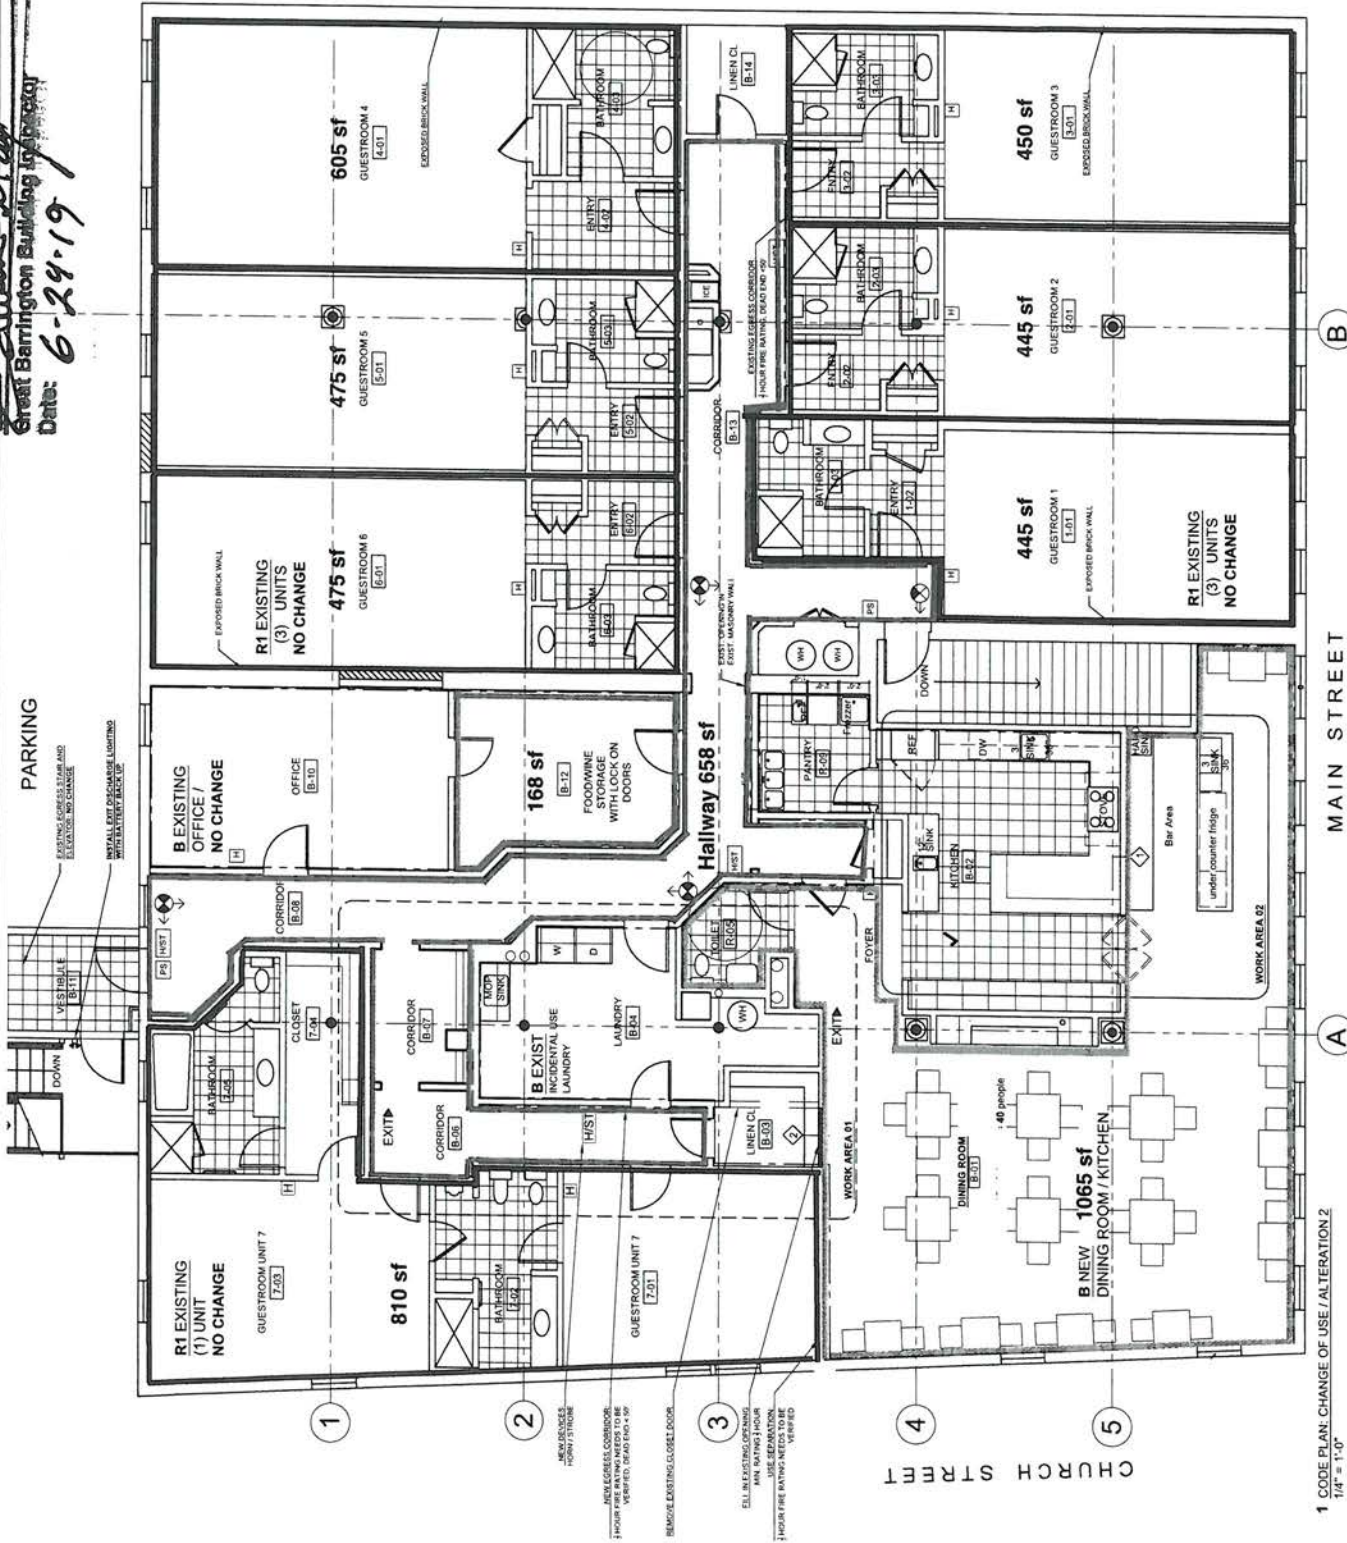 Great Barrington Building Inspector
Date: 6-24-19
PARKING
EXISTING EGRESS STAIR AND
ELEVATOR: NO CHANGE
INSTALL EXIT DISCHARGE LIGHTING
WITH BATTERY BACK UP
VESTIBULE
B-11
DOWN
EXPOSED BRICK WALL
605 sf
GUESTROOM 4
4-01
EXPOSED BRICK WALL
BATHROOM
4-03
ENTRY
4-02
H
475 sf
GUESTROOM 5
5-01
H
BATHROOM
5-03
ENTRY
5-02
EXPOSED BRICK WALL
R1 EXISTING
(3) UNITS
NO CHANGE
475 sf
GUESTROOM 6
6-01
H
ENTRY
6-02
BATHROOM
6-03
B EXISTING
OFFICE /
NO CHANGE
OFFICE
B-10
H
168 sf
B-12
FOOD/WINE
STORAGE
WITH LOCK ON
DOORS
PS
H/ST
CORRIDOR
B-08
LINEN CL
B-14
ICE
CORRIDOR
B-13
EXISTING EGRESS CORRIDOR
HOUR FIRE RATING, DEAD END <50'
EXIST. OPENING IN
EXIST. MASONRY WALL
Hallway 658 sf
H/ST
BATHROOM
3-03
ENTRY
3-02
H
450 sf
GUESTROOM 3
3-01
EXPOSED BRICK WALL
BATHROOM
2-03
ENTRY
2-02
H
445 sf
GUESTROOM 2
2-01
BATHROOM
1-03
ENTRY
1-02
H
445 sf
GUESTROOM 1
1-01
EXPOSED BRICK WALL
R1 EXISTING
(3) UNITS
NO CHANGE
PS
WH
WH
DOWN
PANTRY
R-09
Frezzer
REF
DW
3
SINK
36"
HAND
SINK
STOVE
SINK
KITCHEN
B-02
Bar Area
1
3
SINK
36"
under counter fridge
WORK AREA 02
BATHROOM
7-05
CLOSET
7-04
R1 EXISTING
(1) UNIT
NO CHANGE
GUESTROOM UNIT 7
7-03
H
810 sf
BATHROOM
7-02
H
GUESTROOM UNIT 7
7-01
CORRIDOR
B-07
EXIT
CORRIDOR
B-06
MOP
SINK
W
D
B EXIST
INCIDENTAL USE
LAUNDRY
LAUNDRY
B-04
H/ST
LINEN CL
B-03
2
WH
TOILET
R-05
FOYER
EXIT
WORK AREA 01
DINING ROOM
B-01
40 people
B NEW 1065 sf
DINING ROOM / KITCHEN
NEW DEVICES
HORN / STROBE
NEW EGRESS CORRIDOR
HOUR FIRE RATING NEEDS TO BE
VERIFIED, DEAD END < 50'
REMOVE EXISTING CLOSET DOOR
FILL IN EXISTING OPENING
MIN. RATING HOUR
USE SEPARATION
HOUR FIRE RATING NEEDS TO BE
VERIFIED
1
2
3
4
5
A
B
CHURCH STREET
MAIN STREET
1 CODE PLAN: CHANGE OF USE / ALTERATION 2
1/4" = 1'-0"